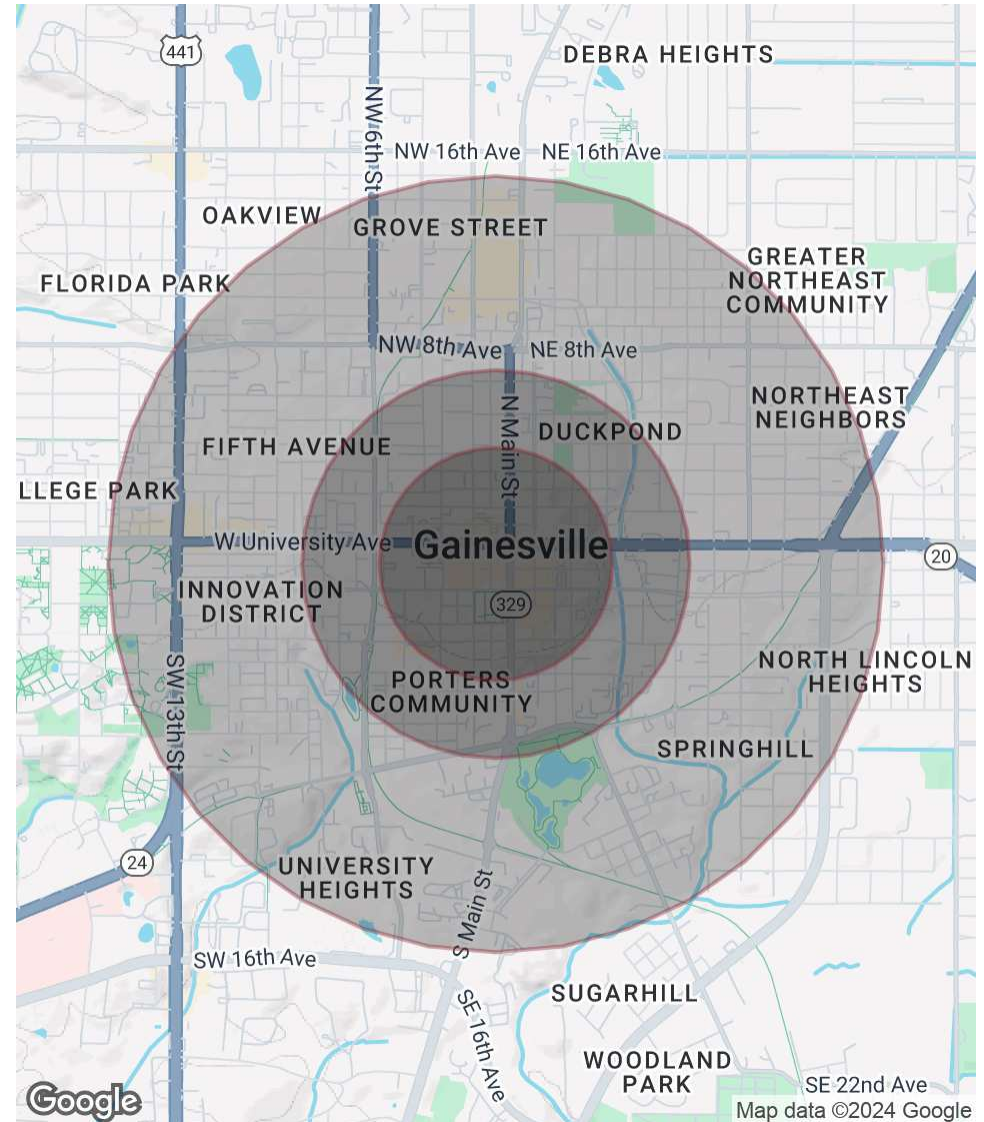 441
DEBRA HEIGHTS
NW 6th St
NW 16th Ave
NE 16th Ave
OAKVIEW
GROVE STREET
FLORIDA PARK
GREATER
NORTHEAST
COMMUNITY
NW 8th Ave
NE 8th Ave
NORTHEAST
NEIGHBORS
N Main St
DUCKPOND
FIFTH AVENUE
LLEGE PARK
W University Ave
Gainesville
20
INNOVATION
DISTRICT
329
SW 13th St
PORTERS
COMMUNITY
NORTH LINCOLN
HEIGHTS
SPRINGHILL
24
UNIVERSITY
HEIGHTS
S Main St
SW 16th Ave
SE 16th Ave
SUGARHILL
WOODLAND
PARK
SE 22nd Ave
Google
Map data ©2024 Google